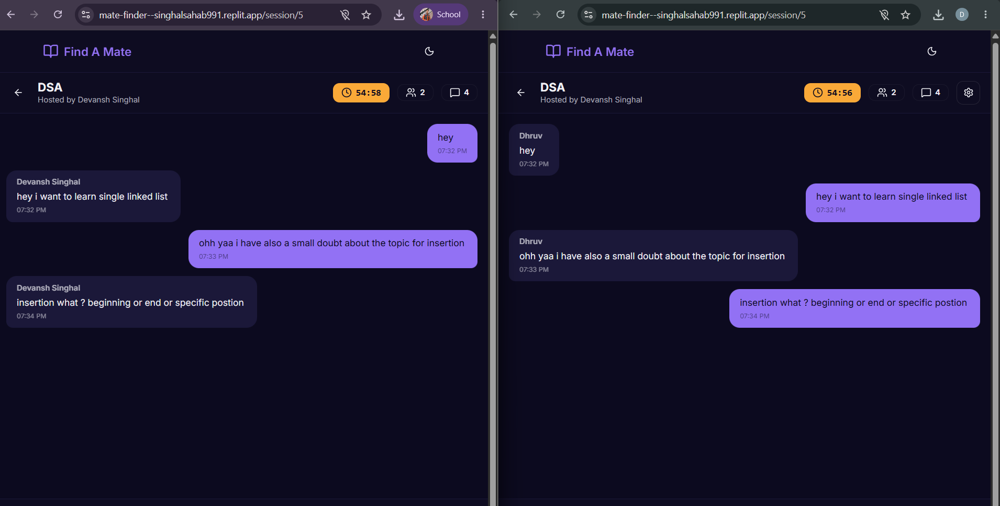 mate-finder--singhalsahab991.replit.app/session/5
School
Find A Mate
DSA
Hosted by Devansh Singhal
54:58
2
4
hey
07:32 PM
Devansh Singhal
hey i want to learn single linked list
07:32 PM
ohh yaa i have also a small doubt about the topic for insertion
07:33 PM
Devansh Singhal
insertion what ? beginning or end or specific postion
07:34 PM
mate-finder--singhalsahab991.replit.app/session/5
D
Find A Mate
DSA
Hosted by Devansh Singhal
54:56
2
4
Dhruv
hey
07:32 PM
hey i want to learn single linked list
07:32 PM
Dhruv
ohh yaa i have also a small doubt about the topic for insertion
07:33 PM
insertion what ? beginning or end or specific postion
07:34 PM